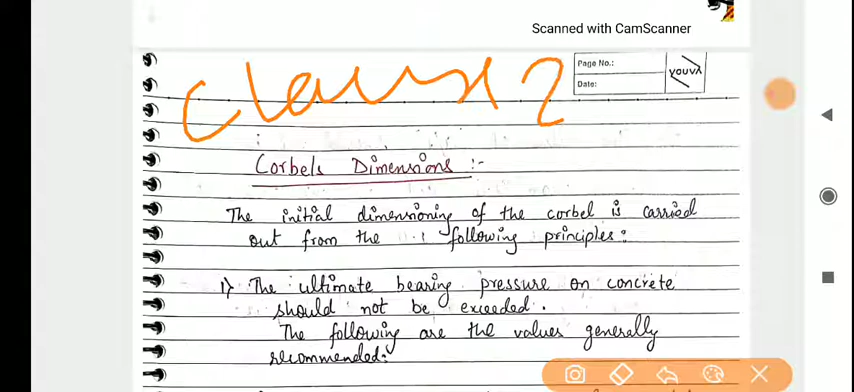 Scanned with CamScanner
Clause 2
Page No.:
Date:
YOUVA
Corbels Dimensions :-
The initial dimensioning of the corbel is carried
out from the following principles:
1) The ultimate bearing pressure on concrete
should not be exceeded.
The following are the values generally
recommended: